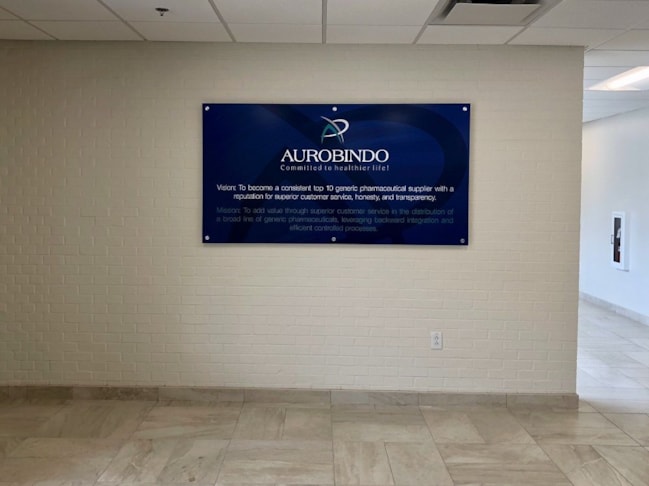 AUROBINDO
Committed to healthier life!
Vision: To become a consistent top 10 generic pharmaceutical supplier with a
reputation for superior customer service, honesty, and transparency.
Mission: To add value through superior customer service in the distribution of
a broad line of generic pharmaceuticals, leveraging backward integration and
efficient controlled processes.